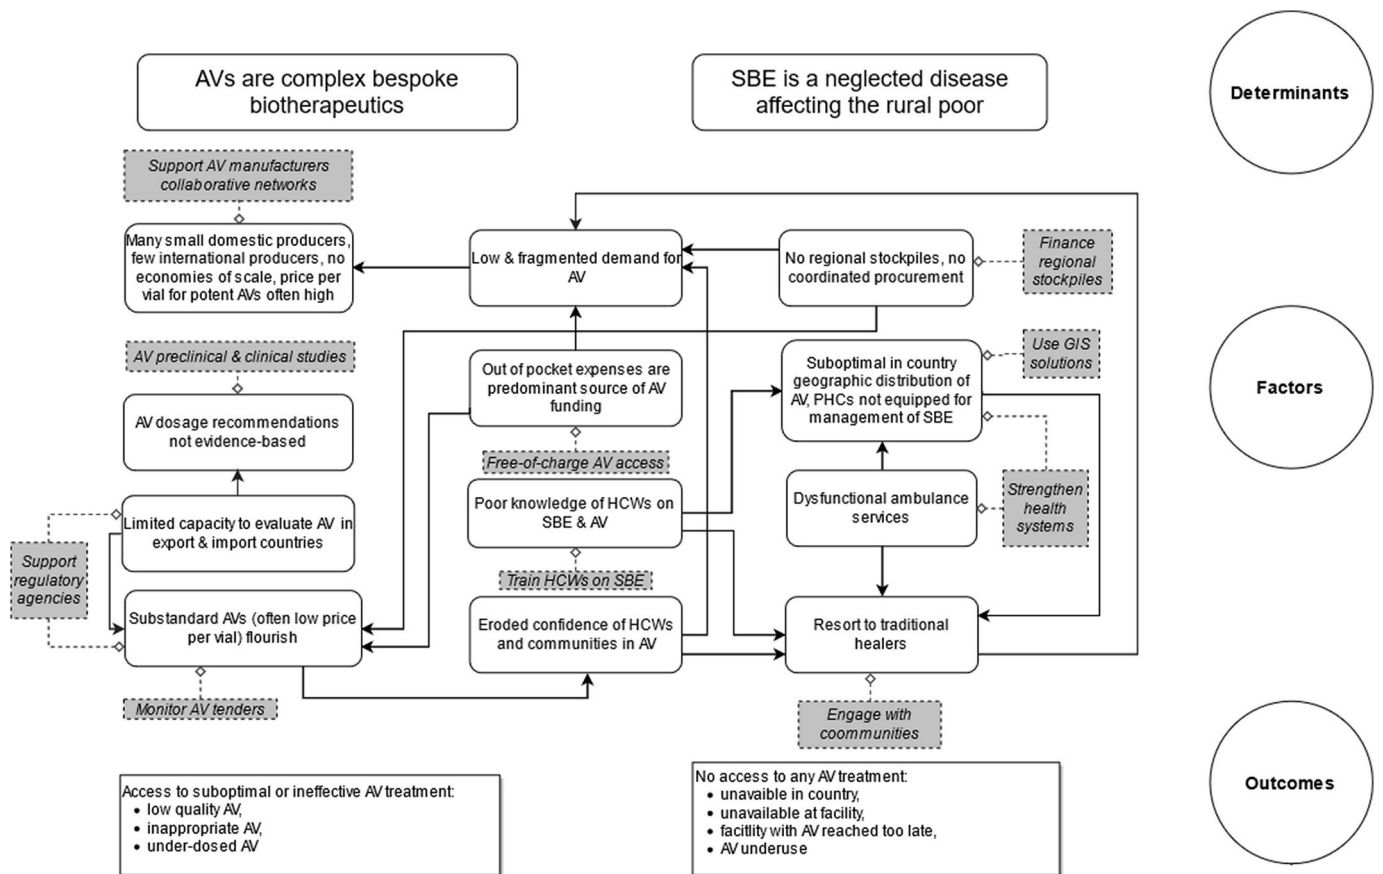 AVs are complex bespoke
biotherapeutics
SBE is a neglected disease
affecting the rural poor
Determinants
Support AV manufacturers
collaborative networks
Many small domestic producers,
few international producers, no
economies of scale, price per
vial for potent AVs often high
Low & fragmented demand for
AV
No regional stockpiles, no
coordinated procurement
Finance
regional
stockpiles
AV preclinical & clinical studies
AV dosage recommendations
not evidence-based
Out of pocket expenses are
predominant source of AV
funding
Free-of-charge AV access
Suboptimal in country
geographic distribution of
AV, PHCs not equipped for
management of SBE
Use GIS
solutions
Factors
Limited capacity to evaluate AV in
export & import countries
Poor knowledge of HCWs on
SBE & AV
Train HCWs on SBE
Dysfunctional ambulance
services
Strengthen
health
systems
Support
regulatory
agencies
Substandard AVs (often low price
per vial) flourish
Monitor AV tenders
Eroded confidence of HCWs
and communities in AV
Resort to traditional
healers
Engage with
coommunities
Access to suboptimal or ineffective AV treatment:
• low quality AV,
• inappropriate AV,
• under-dosed AV
No access to any AV treatment:
• unavaible in country,
• unavailable at facility,
• facitlity with AV reached too late,
• AV underuse
Outcomes